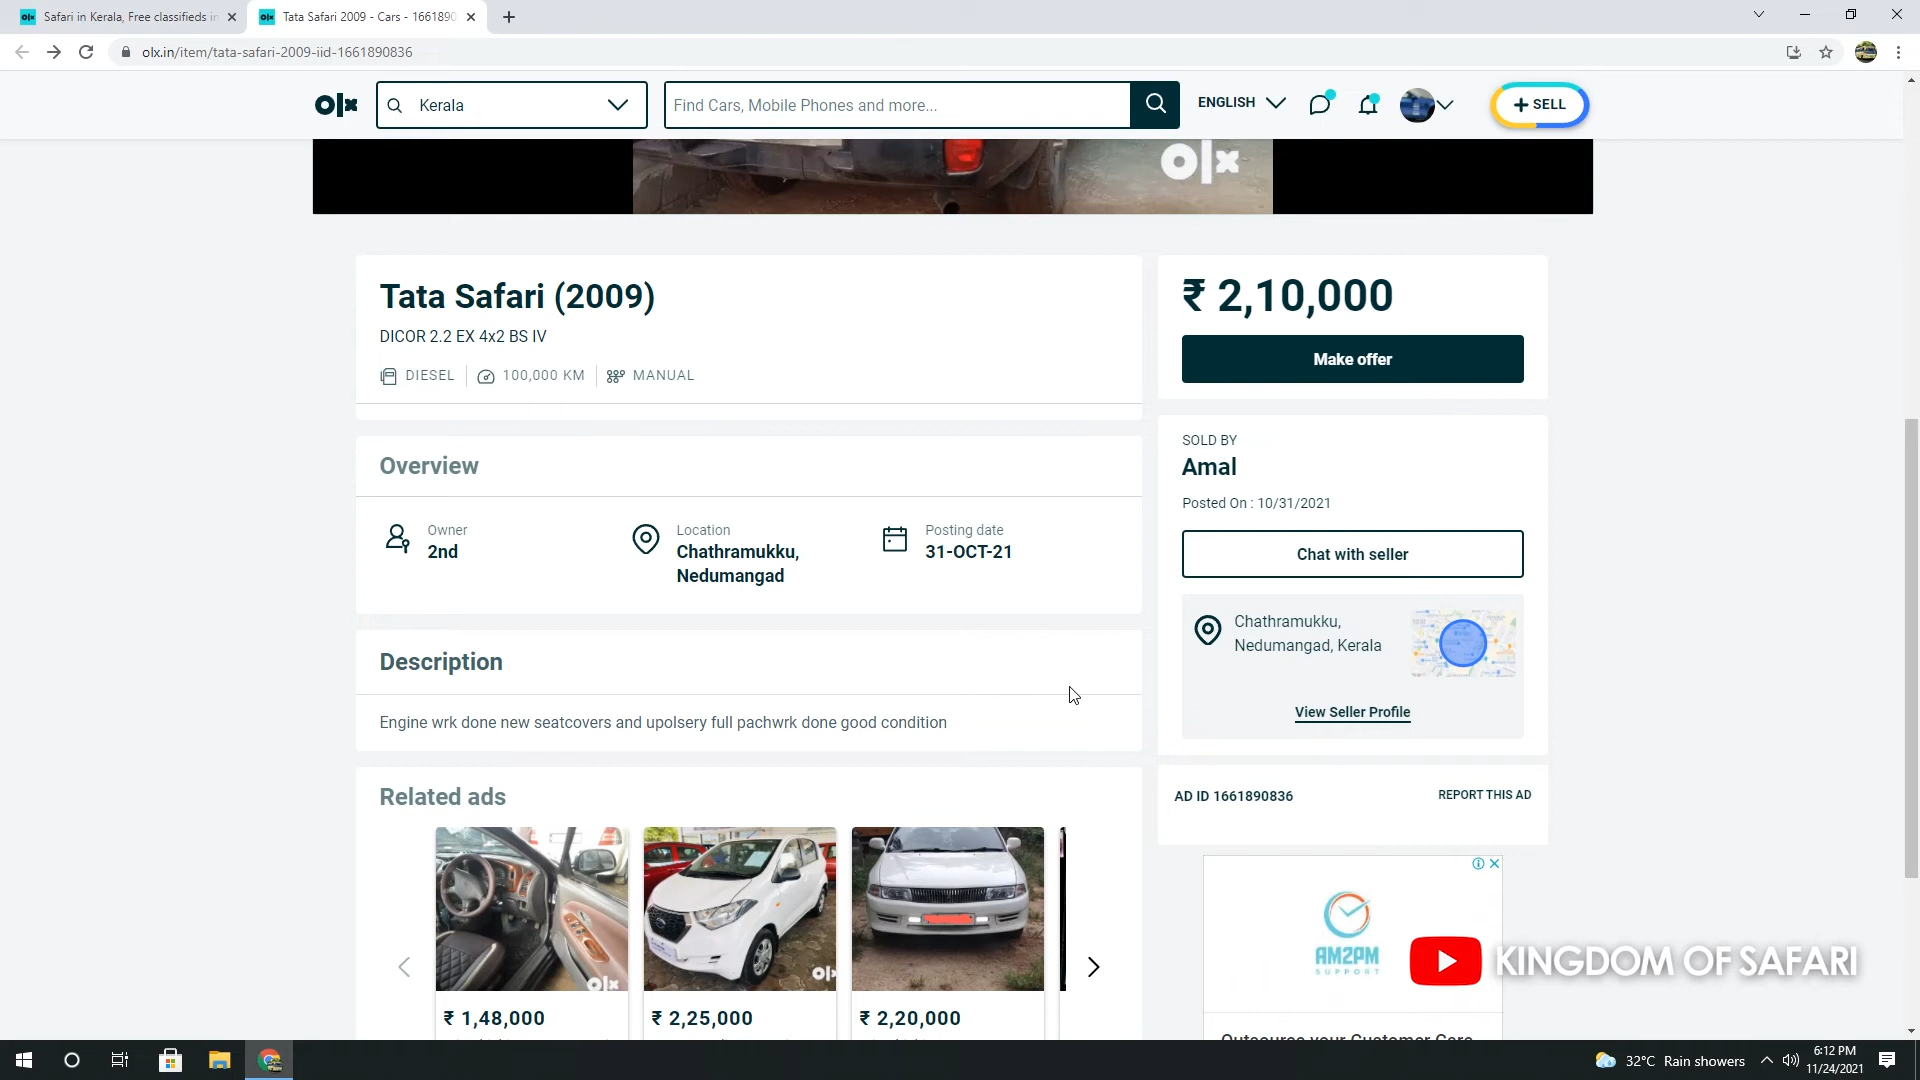 Safari in Kerala, Free classifieds in
Tata Safari 2009 - Cars - 1661890
olx.in/item/tata-safari-2009-iid-1661890836
olx
Kerala
Find Cars, Mobile Phones and more...
ENGLISH
SELL
olx
Tata Safari (2009)
DICOR 2.2 EX 4x2 BS IV
DIESEL
100,000 KM
MANUAL
₹ 2,10,000
Make offer
Overview
Owner
2nd
Location
Chathramukku,
Nedumangad
Posting date
31-OCT-21
SOLD BY
Amal
Posted On : 10/31/2021
Chat with seller
Chathramukku,
Nedumangad, Kerala
View Seller Profile
Description
Engine wrk done new seatcovers and upolsery full pachwrk done good condition
AD ID 1661890836
REPORT THIS AD
Related ads
olx
olx
₹ 1,48,000
₹ 2,25,000
₹ 2,20,000
AM2PM
SUPPORT
KINGDOM OF SAFARI
32°C Rain showers
6:12 PM
11/24/2021